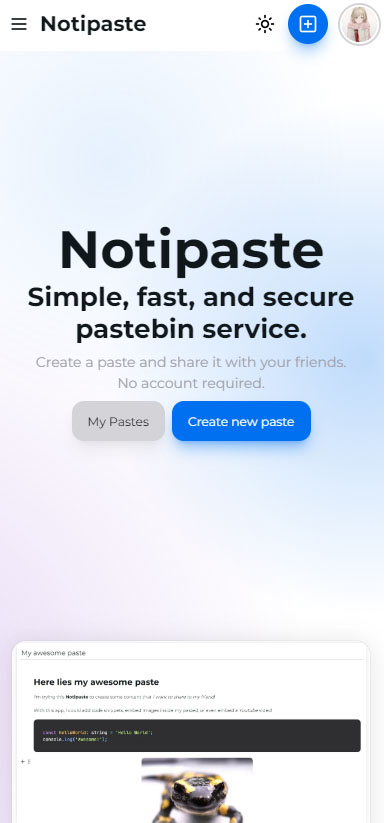 Notipaste
Notipaste
Simple, fast, and secure
pastebin service.
Create a paste and share it with your friends.
No account required.
My Pastes
Create new paste
My awesome paste
Here lies my awesome paste
I'm trying this Notipaste to create some content that I want to share to my friend!
With this app, I could add code snippets, embed images inside my pasted, or even embed a Youtube video!
const HelloWorld: string = 'Hello World';
console.log('#Awesome!');